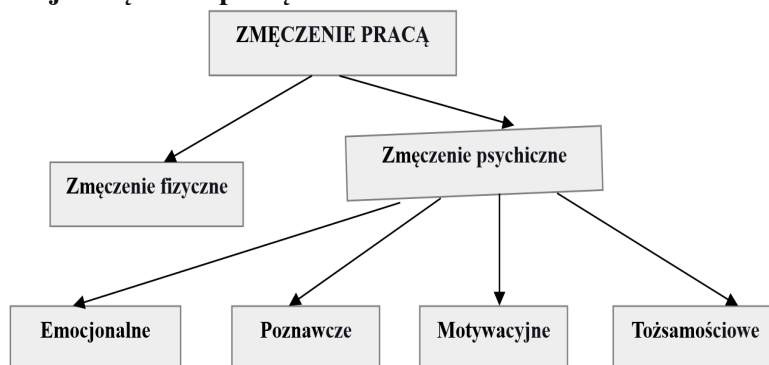 ZMĘCZENIE PRACĄ
Zmęczenie psychiczne
Zmęczenie fizyczne
Emocjonalne
Poznawcze
Motywacyjne
Tożsamościowe